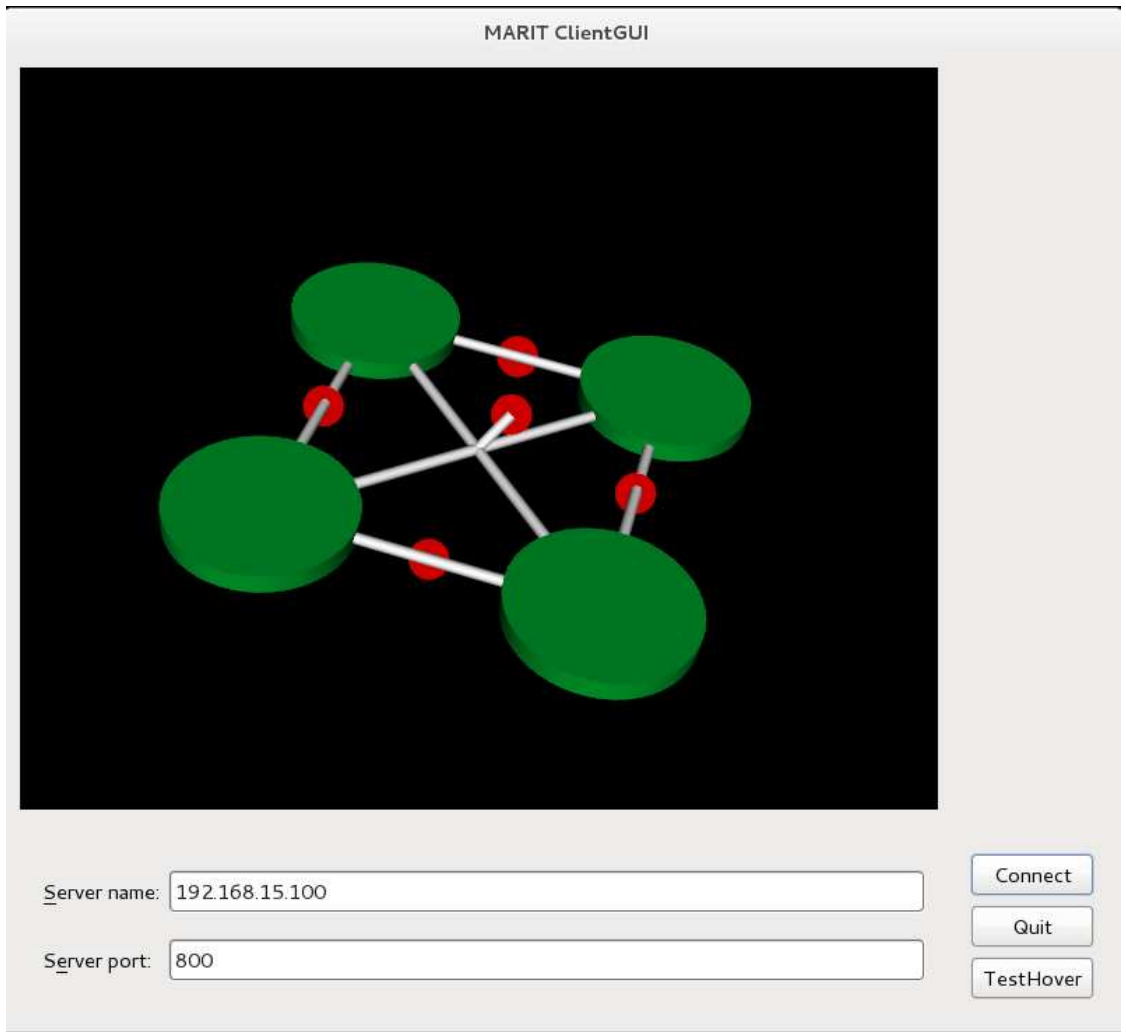 MARIT ClientGUI
Server name: 192.168.15.100
Connect
Quit
Server port: 800
TestHover